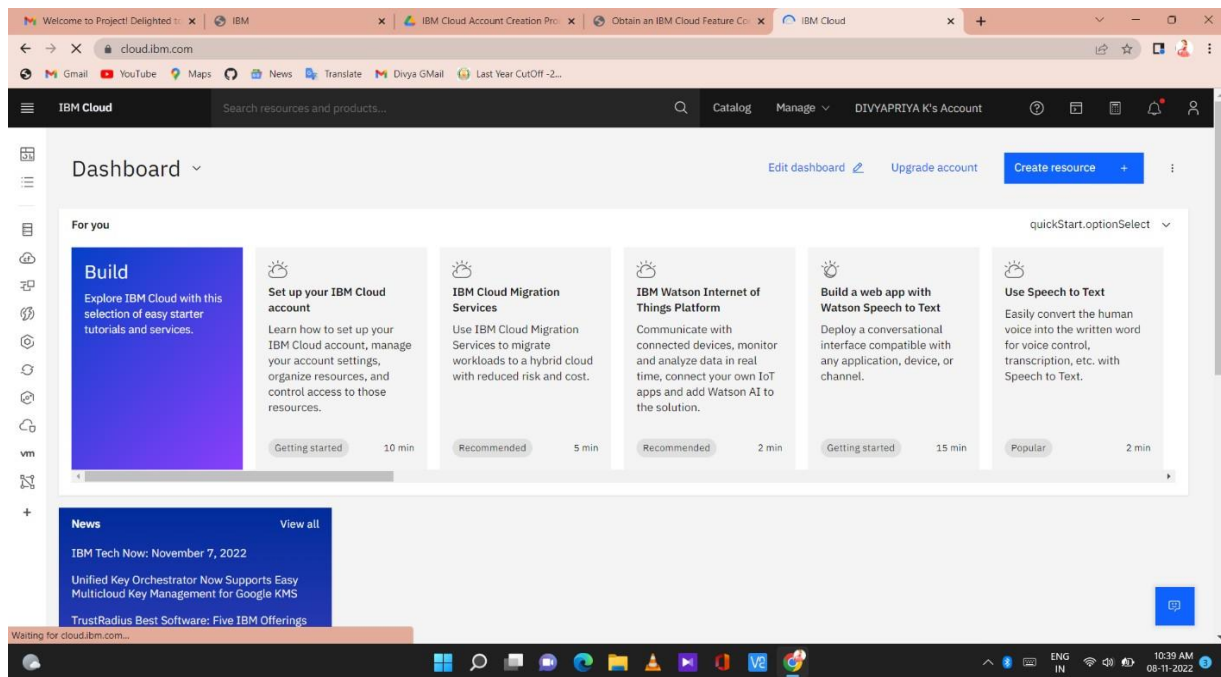 Welcome to Project! Delighted to
IBM
IBM Cloud Account Creation Pro
Obtain an IBM Cloud Feature Co
IBM Cloud
cloud.ibm.com
Gmail
YouTube
Maps
News
Translate
Divya GMail
Last Year CutOff -2...
IBM Cloud
Search resources and products...
Catalog
Manage
DIVYAPRIYA K's Account
Dashboard
Edit dashboard
Upgrade account
Create resource +
For you
quickStart.optionSelect
Build
Explore IBM Cloud with this
selection of easy starter
tutorials and services.
Set up your IBM Cloud
account
Learn how to set up your
IBM Cloud account, manage
your account settings,
organize resources, and
control access to those
resources.
Getting started 10 min
IBM Cloud Migration
Services
Use IBM Cloud Migration
Services to migrate
workloads to a hybrid cloud
with reduced risk and cost.
Recommended 5 min
IBM Watson Internet of
Things Platform
Communicate with
connected devices, monitor
and analyze data in real
time, connect your own IoT
apps and add Watson AI to
the solution.
Recommended 2 min
Build a web app with
Watson Speech to Text
Deploy a conversational
interface compatible with
any application, device, or
channel.
Getting started 15 min
Use Speech to Text
Easily convert the human
voice into the written word
for voice control,
transcription, etc. with
Speech to Text.
Popular 2 min
vm
News View all
IBM Tech Now: November 7, 2022
Unified Key Orchestrator Now Supports Easy
Multicloud Key Management for Google KMS
TrustRadius Best Software: Five IBM Offerings
Waiting for cloud.ibm.com...
ENG
IN
10:39 AM
08-11-2022
3